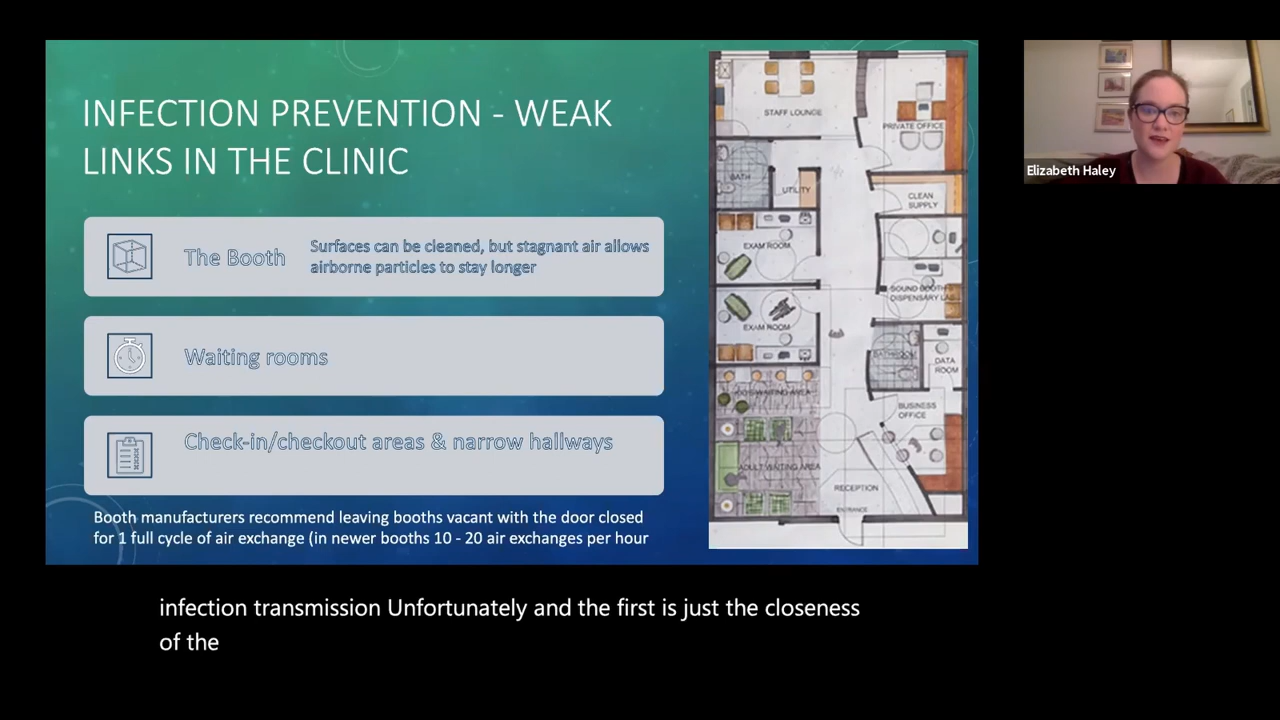 INFECTION PREVENTION - WEAK
LINKS IN THE CLINIC
The Booth
Surfaces can be cleaned, but stagnant air allows
airborne particles to stay longer
Waiting rooms
Check-in/checkout areas & narrow hallways
Booth manufacturers recommend leaving booths vacant with the door closed
for 1 full cycle of air exchange (in newer booths 10 - 20 air exchanges per hour
STAFF LOUNGE
PRIVATE OFFICE
BATH
UTILITY
CLEAN
SUPPLY
EXAM ROOM
SOUND BOOTH
DISPENSARY LAB
EXAM ROOM
BATHROOM
DATA
ROOM
WAITING AREA
BUSINESS
OFFICE
ADULT WAITING AREA
RECEPTION
ENTRANCE
Elizabeth Haley
infection transmission Unfortunately and the first is just the closeness
of the